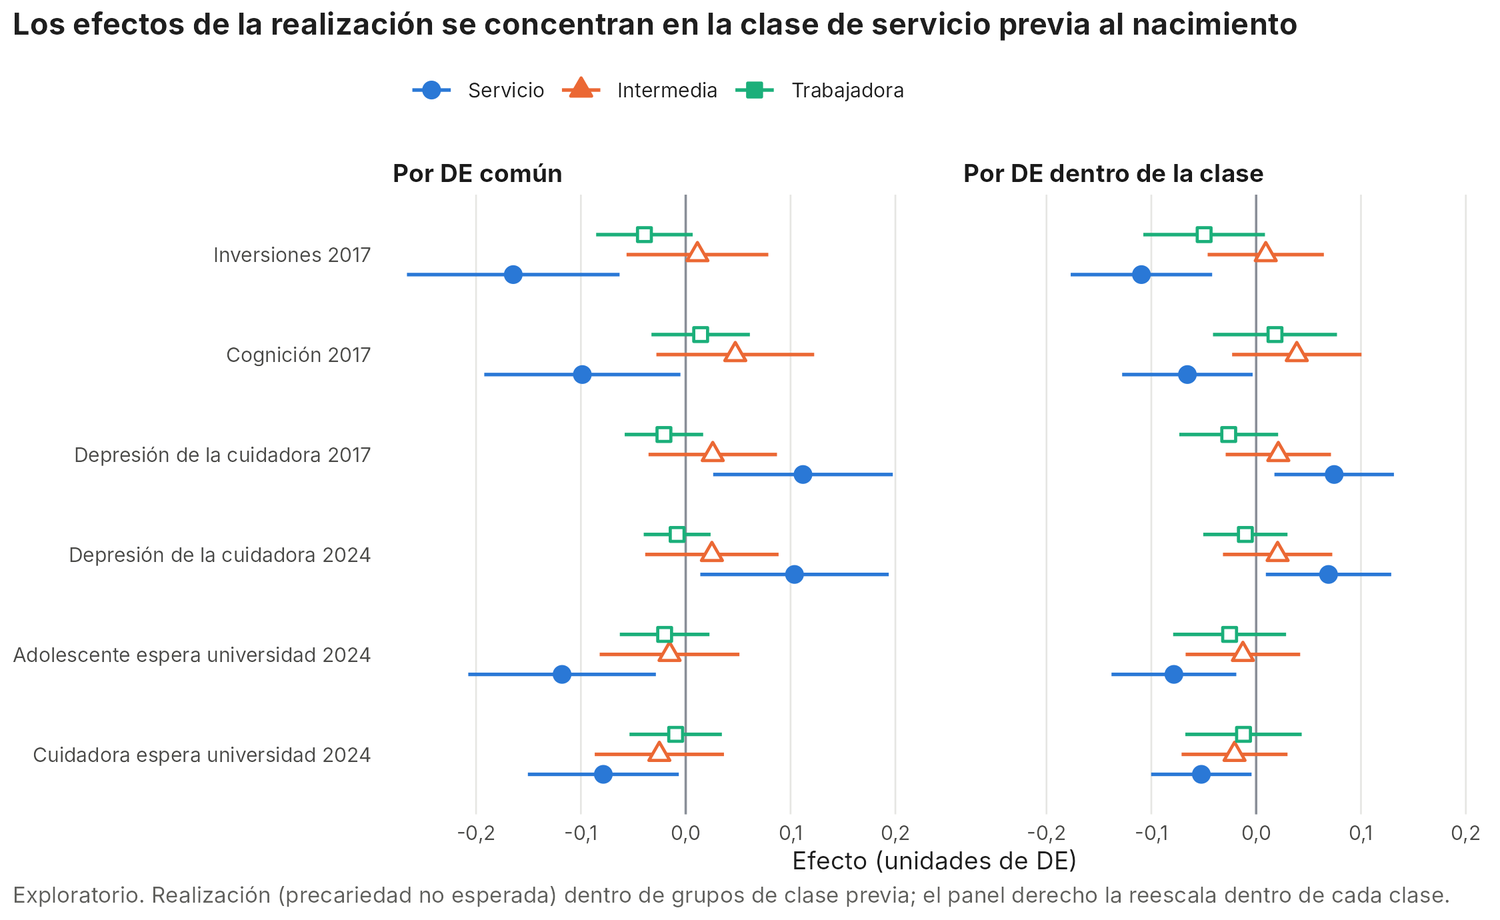 Los efectos de la realización se concentran en la clase de servicio previa al nacimiento
Servicio Intermedia Trabajadora
Por DE común Por DE dentro de la clase
Inversiones 2017
Cognición 2017
Depresión de la cuidadora 2017
Depresión de la cuidadora 2024
Adolescente espera universidad 2024
Cuidadora espera universidad 2024
-0,2 -0,1 0,0 0,1 0,2 -0,2 -0,1 0,0 0,1 0,2
Efecto (unidades de DE)
Exploratorio. Realización (precariedad no esperada) dentro de grupos de clase previa; el panel derecho la reescala dentro de cada clase.